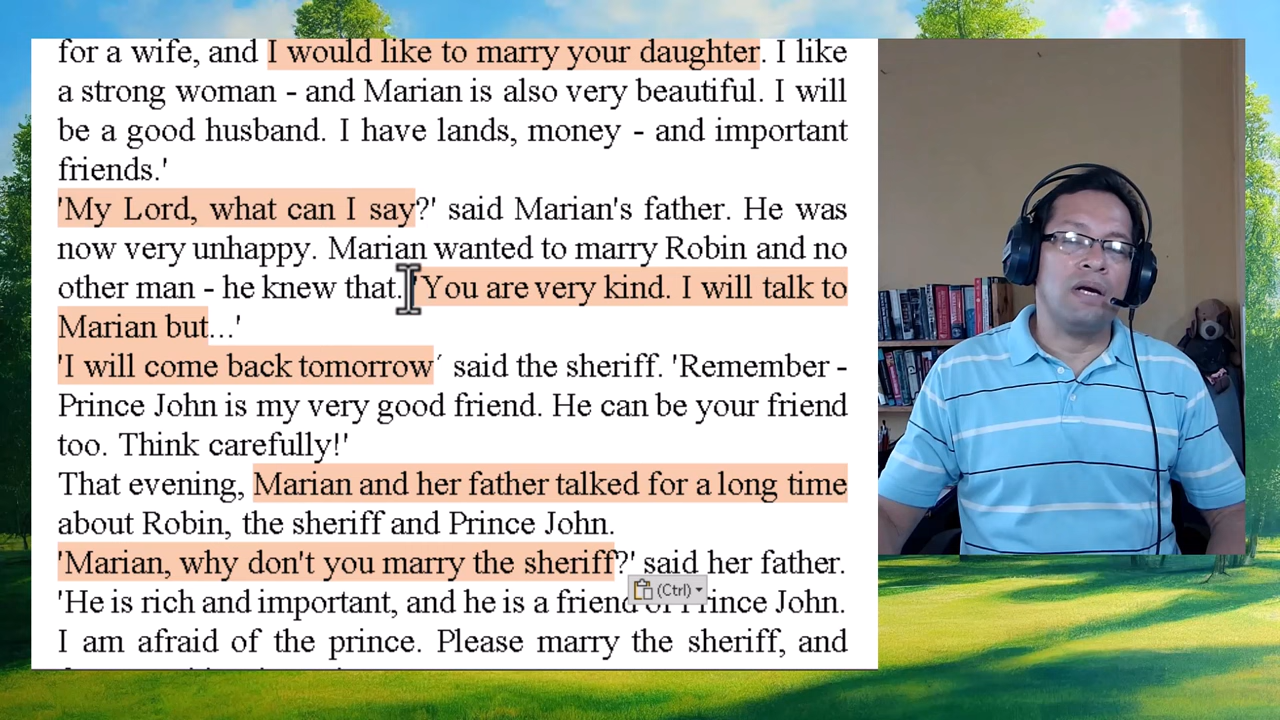 for a wife, and I would like to marry your daughter. I like
a strong woman - and Marian is also very beautiful. I will
be a good husband. I have lands, money - and important
friends.'
'My Lord, what can I say?' said Marian's father. He was
now very unhappy. Marian wanted to marry Robin and no
other man - he knew that. 'You are very kind. I will talk to
Marian but...'
'I will come back tomorrow´ said the sheriff. 'Remember -
Prince John is my very good friend. He can be your friend
too. Think carefully!'
That evening, Marian and her father talked for a long time
about Robin, the sheriff and Prince John.
'Marian, why don't you marry the sheriff?' said her father.
(Ctrl)
'He is rich and important, and he is a friend of Prince John.
I am afraid of the prince. Please marry the sheriff, and